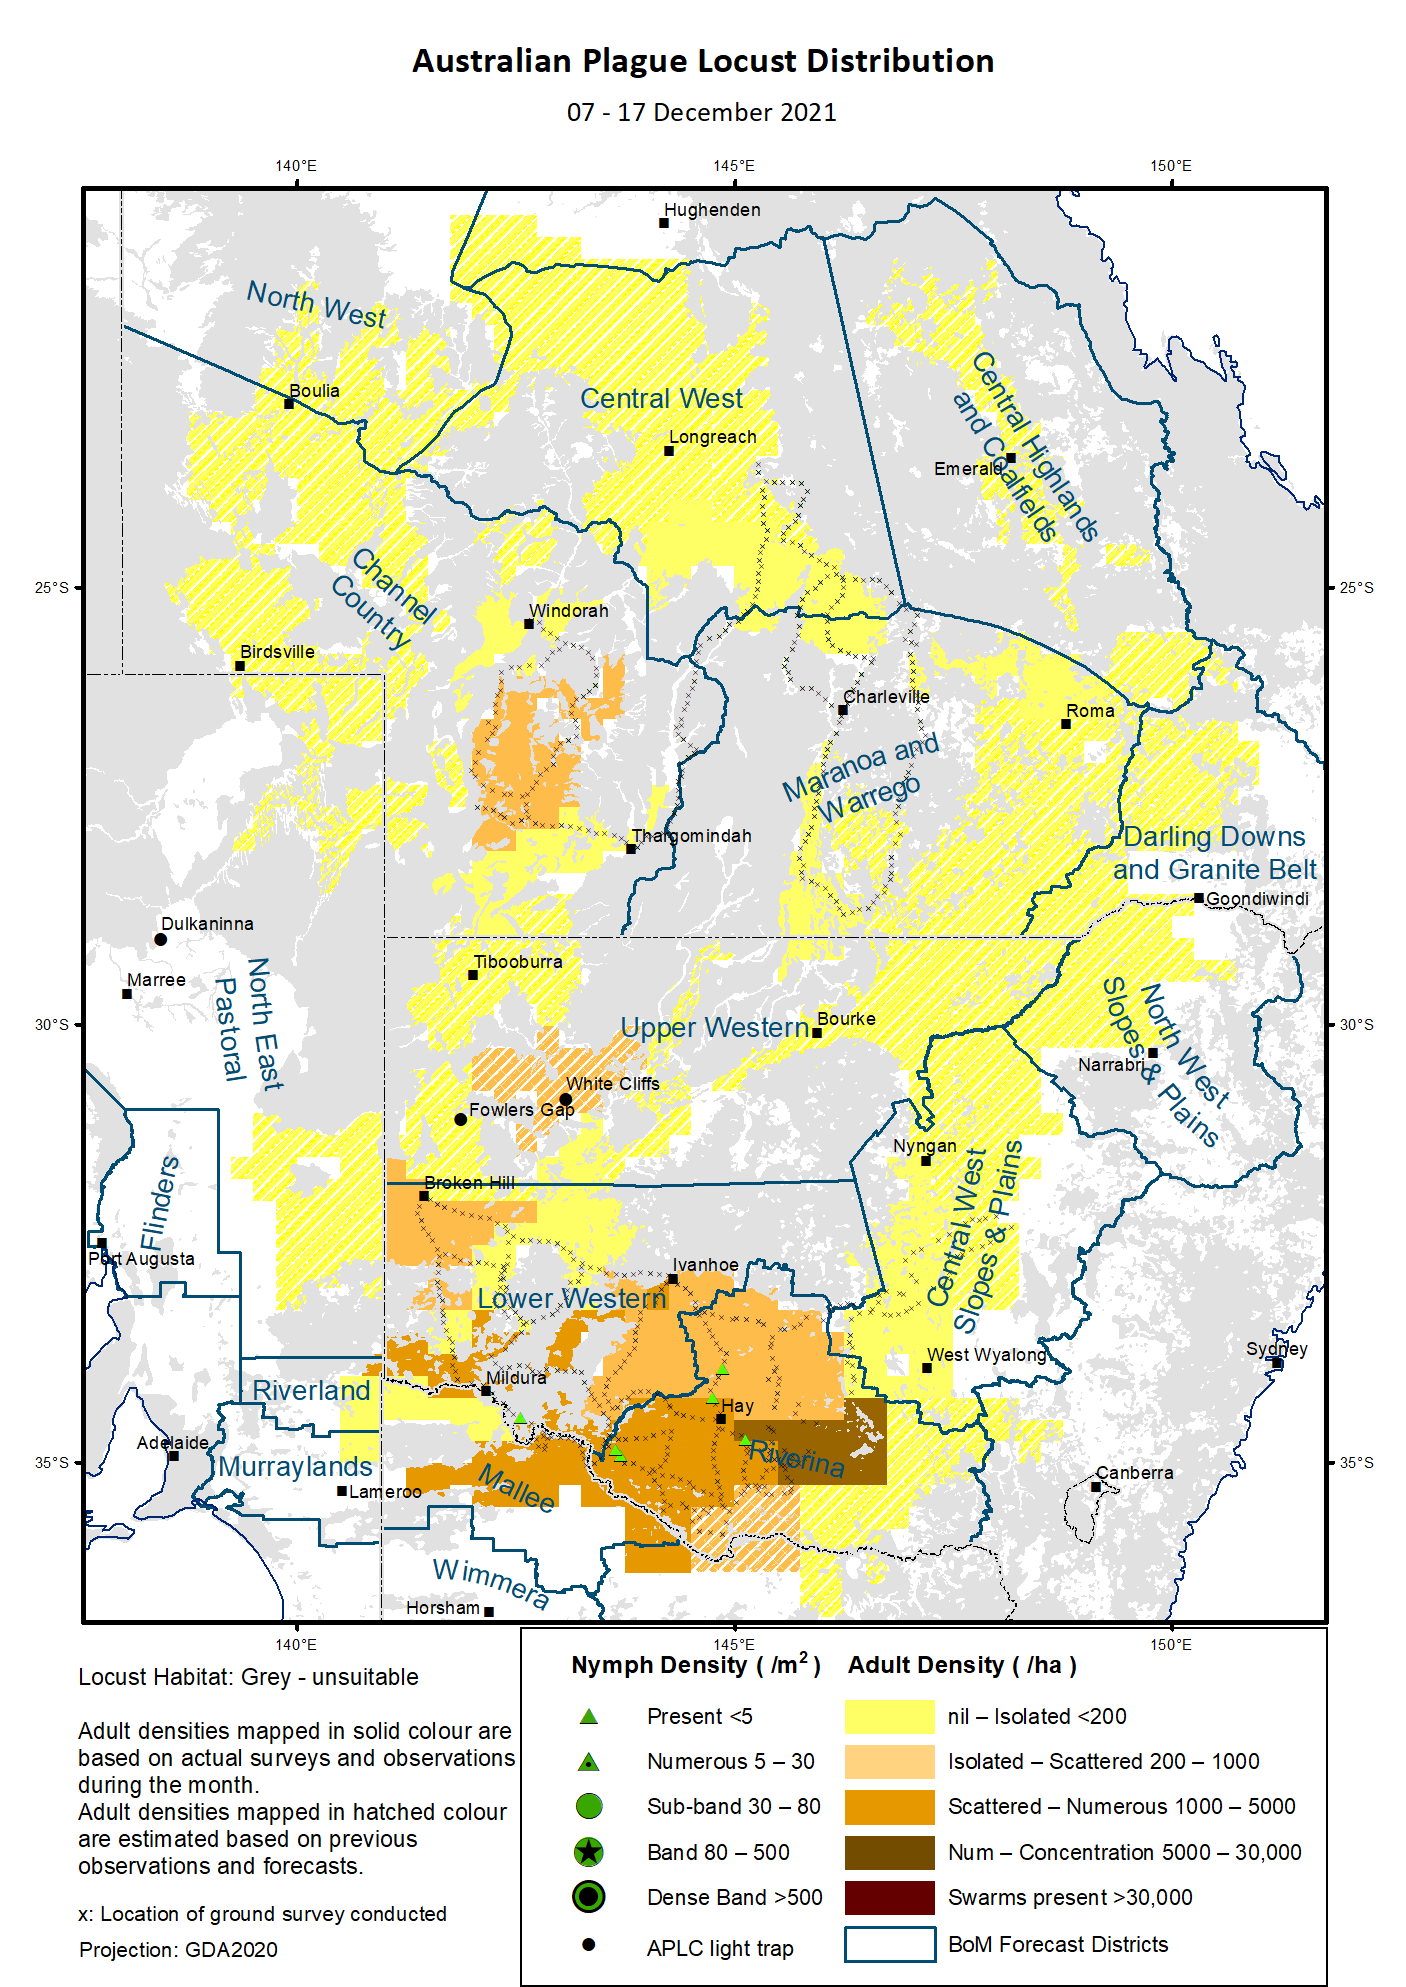 Australian Plague Locust Distribution
07 - 17 December 2021
140°E
145°E
150°E
Hughenden
North West
Boulia
Central West
Longreach
Central Highlands
and Coalfields
Emerald
25°S
25°S
Channel
Country
Windorah
Birdsville
Charleville
Roma
Maranoa and
Warrego
Thargomindah
Darling Downs
and Granite Belt
Goondiwindi
Dulkaninna
Tibooburra
Marree
North East
Pastoral
30°S
30°S
Upper Western
Bourke
North West
Slopes & Plains
Narrabri
White Cliffs
Fowlers Gap
Nyngan
Central West
Slopes & Plains
Broken Hill
Flinders
Port Augusta
Ivanhoe
Lower Western
West Wyalong
Sydney
Mildura
Riverland
Hay
Adelaide
Riverina
Murraylands
35°S
35°S
Canberra
Lameroo
Mallee
Wimmera
Horsham
140°E
145°E
150°E
Locust Habitat: Grey - unsuitable
Adult densities mapped in solid colour are
based on actual surveys and observations
during the month.
Adult densities mapped in hatched colour
are estimated based on previous
observations and forecasts.
x: Location of ground survey conducted
Projection: GDA2020
Nymph Density ( /m² )
Present <5
Numerous 5 – 30
Sub-band 30 – 80
Band 80 – 500
Dense Band >500
APLC light trap
Adult Density ( /ha )
nil – Isolated <200
Isolated – Scattered 200 – 1000
Scattered – Numerous 1000 – 5000
Num – Concentration 5000 – 30,000
Swarms present >30,000
BoM Forecast Districts